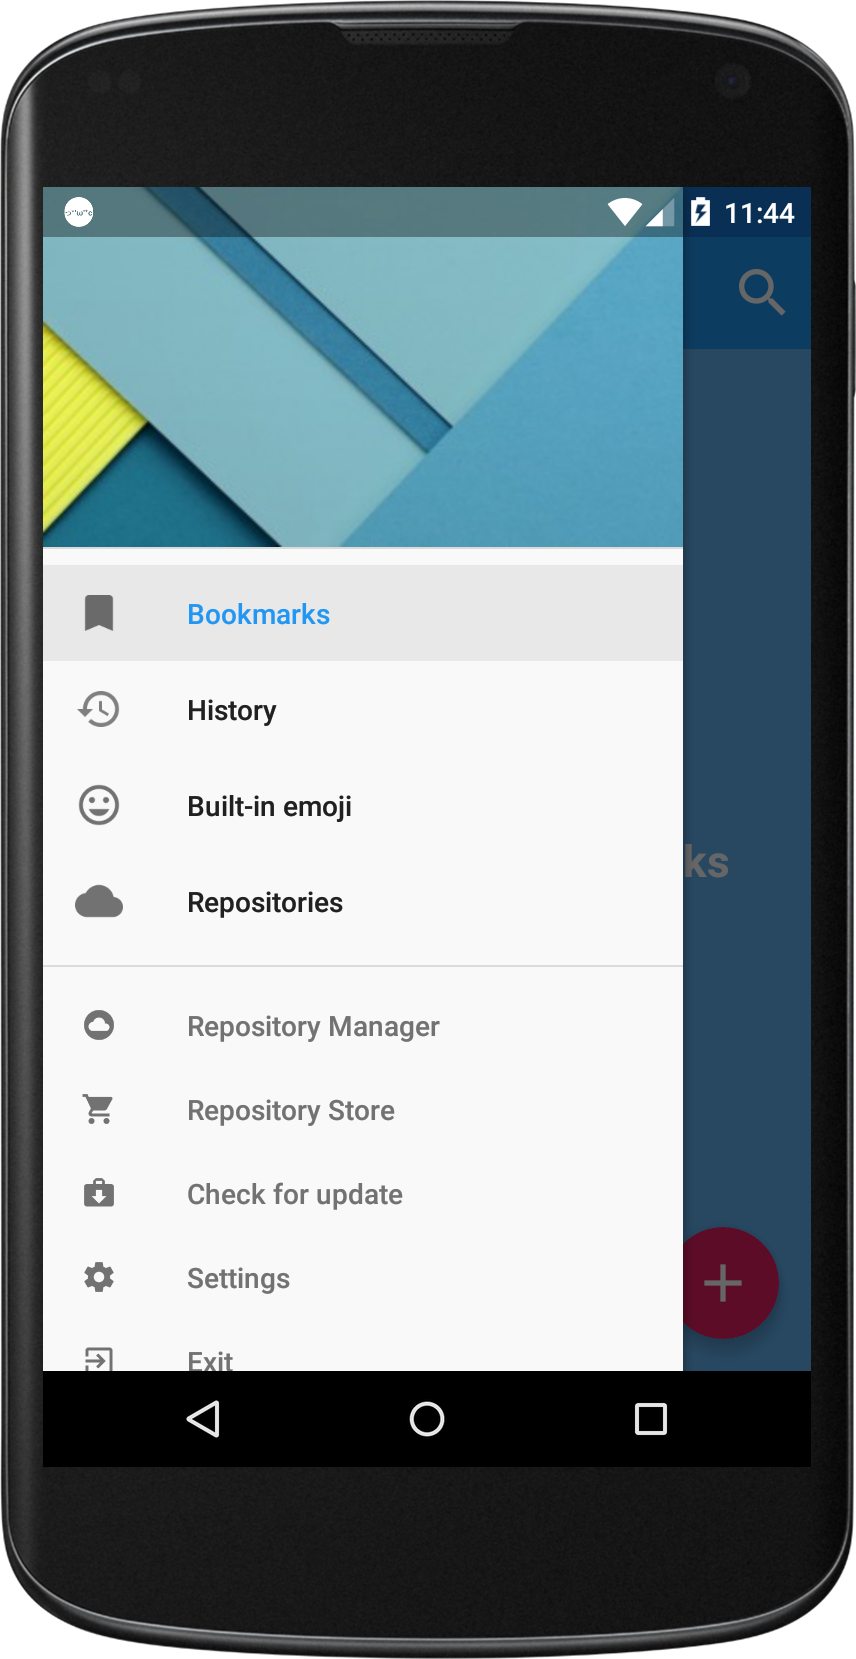 11:44
Bookmarks
History
Built-in emoji
ks
Repositories
Repository Manager
Repository Store
Check for update
Settings
Exit